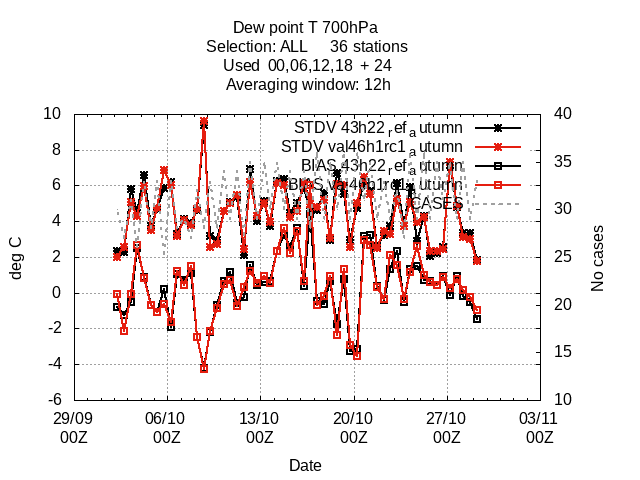 Dew point T 700hPa
Selection: ALL 36 stations
Used 00,06,12,18 + 24
Averaging window: 12h
STDV 43h22_ref_autumn
STDV val46h1rc1_autumn
BIAS 43h22_ref_autumn
BIAS val46h1rc1_autumn
CASES
10
8
6
4
2
0
-2
-4
-6
deg C
40
35
30
25
20
15
10
No cases
29/09 06/10 13/10 20/10 27/10 03/11
00Z 00Z 00Z 00Z 00Z 00Z
Date